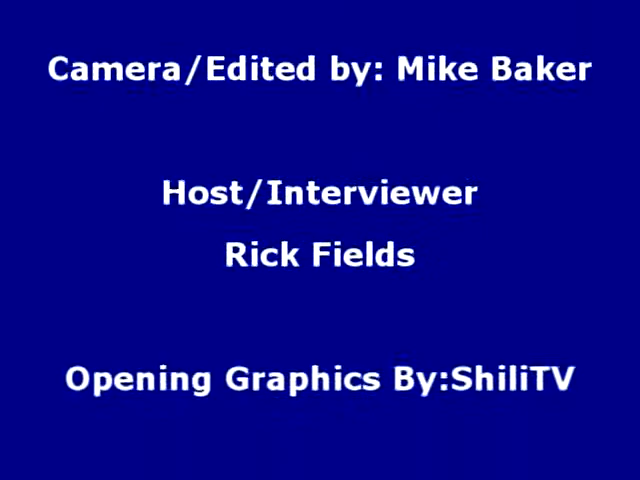 Camera/Edited by: Mike Baker
Host/Interviewer
Rick Fields
Opening Graphics By:ShiliTV